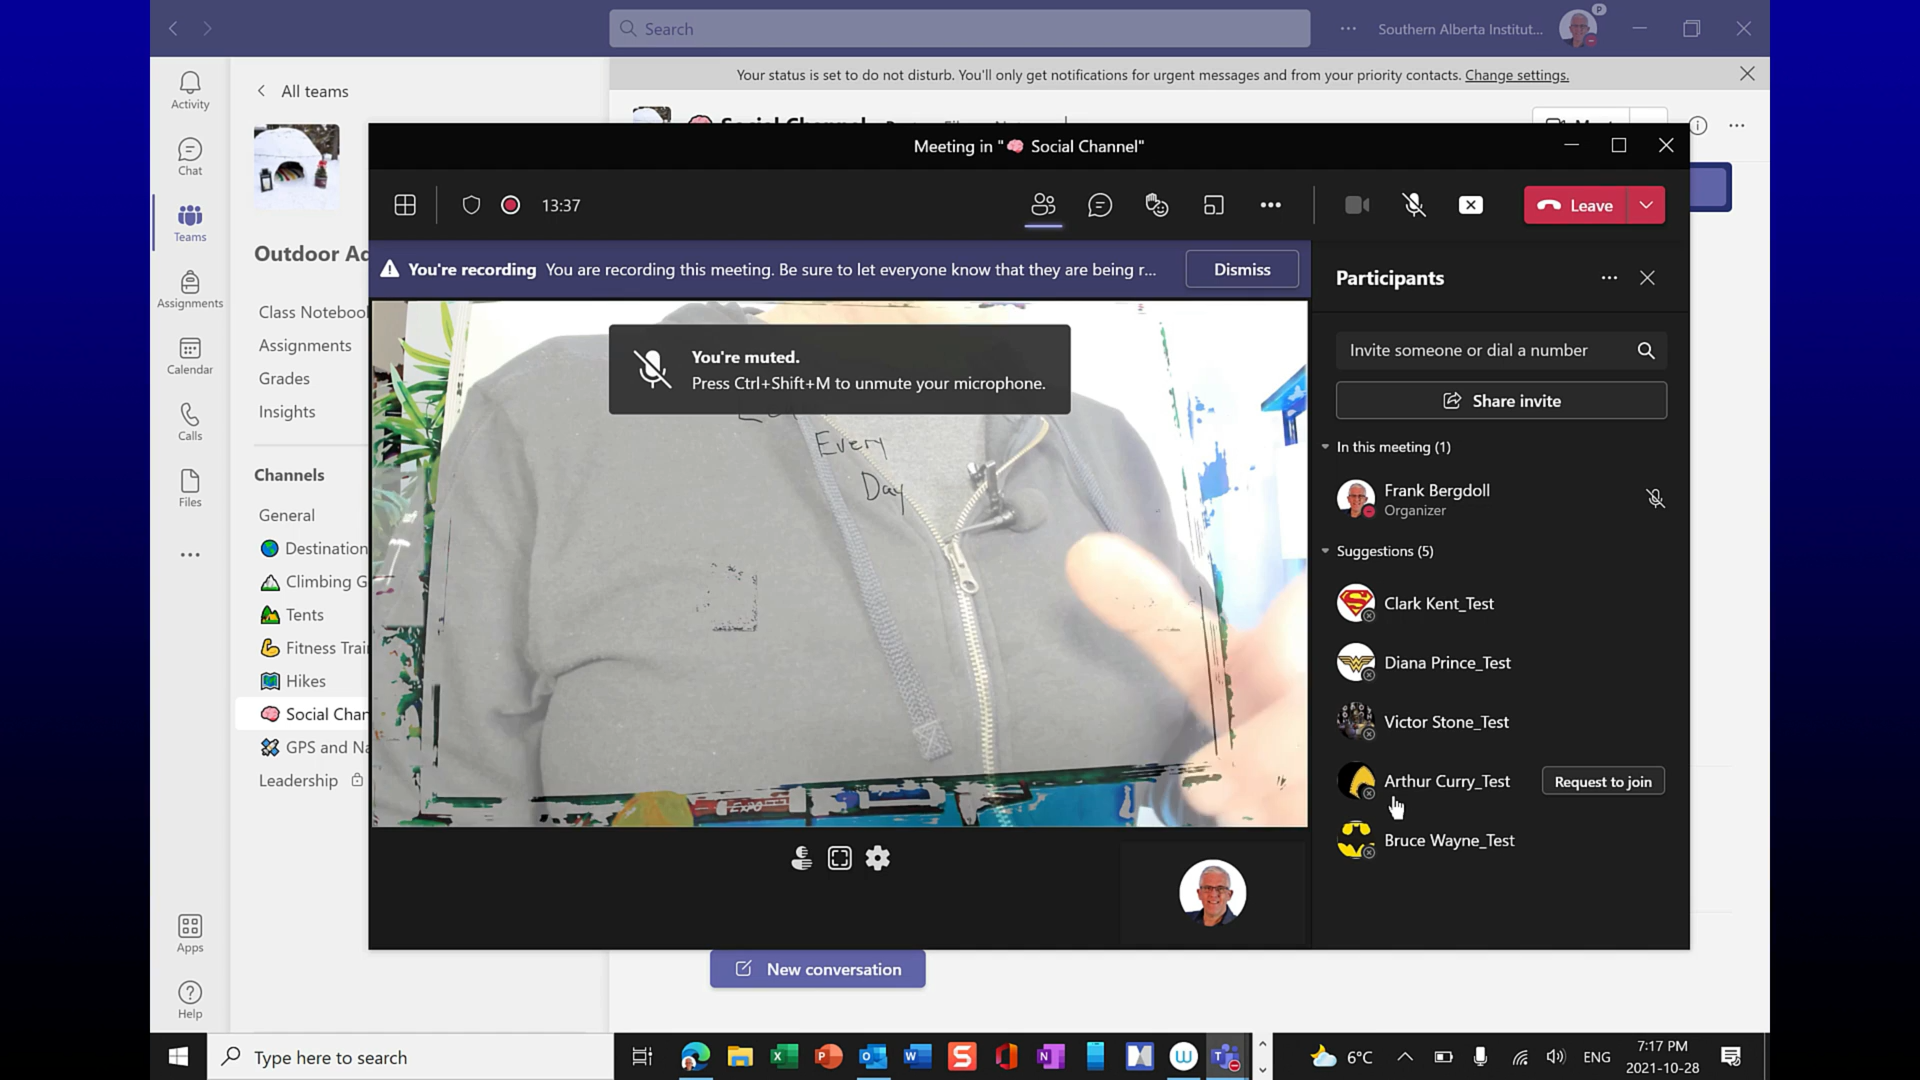 Search
Southern Alberta Institut...
P
Your status is set to do not disturb. You'll only get notifications for urgent messages and from your priority contacts. Change settings.
Activity
Chat
Teams
Assignments
Calendar
Calls
Files
Apps
Help
All teams
Outdoor Ad
Class Notebook
Assignments
Grades
Insights
Channels
General
Destination
Climbing G
Tents
Fitness Trai
Hikes
Social Chan
GPS and Na
Leadership
Social Channel
Meet
Meeting in "🧠 Social Channel"
13:37
Leave
You're recording You are recording this meeting. Be sure to let everyone know that they are being r...
Dismiss
You're muted.
Press Ctrl+Shift+M to unmute your microphone.
Every
Day
Participants
Invite someone or dial a number
Share invite
In this meeting (1)
Frank Bergdoll
Organizer
Suggestions (5)
Clark Kent_Test
Diana Prince_Test
Victor Stone_Test
Arthur Curry_Test
Request to join
Bruce Wayne_Test
New conversation
Type here to search
6°C
ENG
7:17 PM
2021-10-28